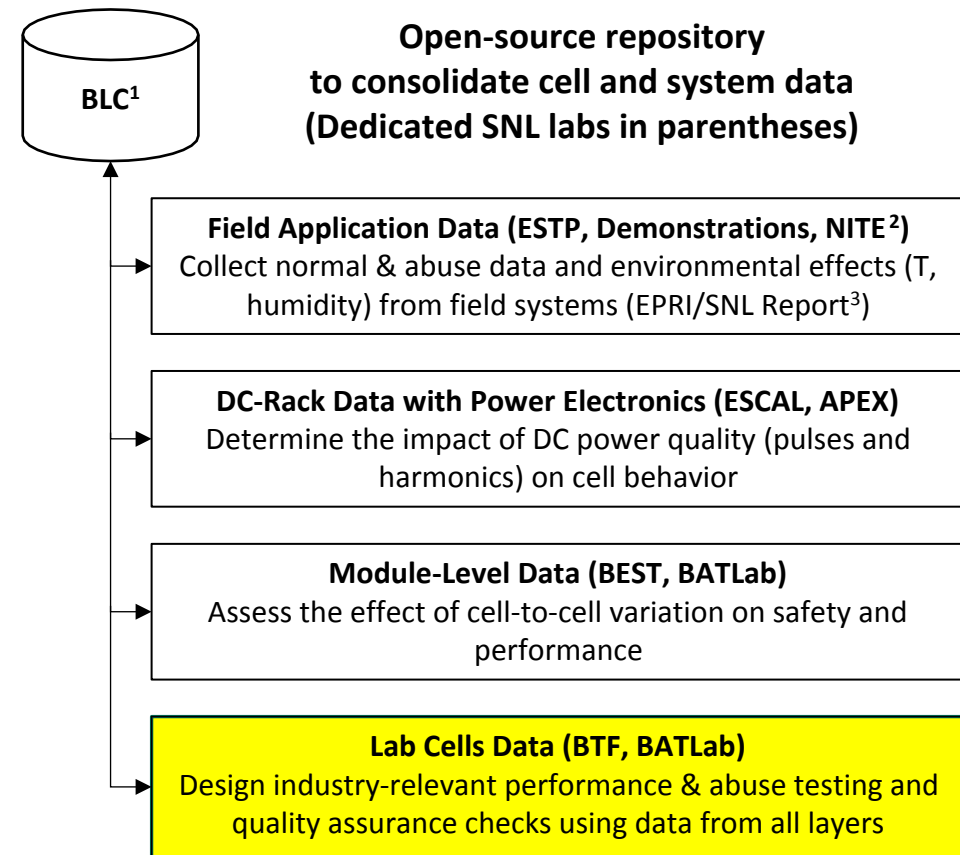 BLC¹
Open-source repository
to consolidate cell and system data
(Dedicated SNL labs in parentheses)
Field Application Data (ESTP, Demonstrations, NITE²)
Collect normal & abuse data and environmental effects (T,
humidity) from field systems (EPRI/SNL Report³)
DC-Rack Data with Power Electronics (ESCAL, APEX)
Determine the impact of DC power quality (pulses and
harmonics) on cell behavior
Module-Level Data (BEST, BATLab)
Assess the effect of cell-to-cell variation on safety and
performance
Lab Cells Data (BTF, BATLab)
Design industry-relevant performance & abuse testing and
quality assurance checks using data from all layers